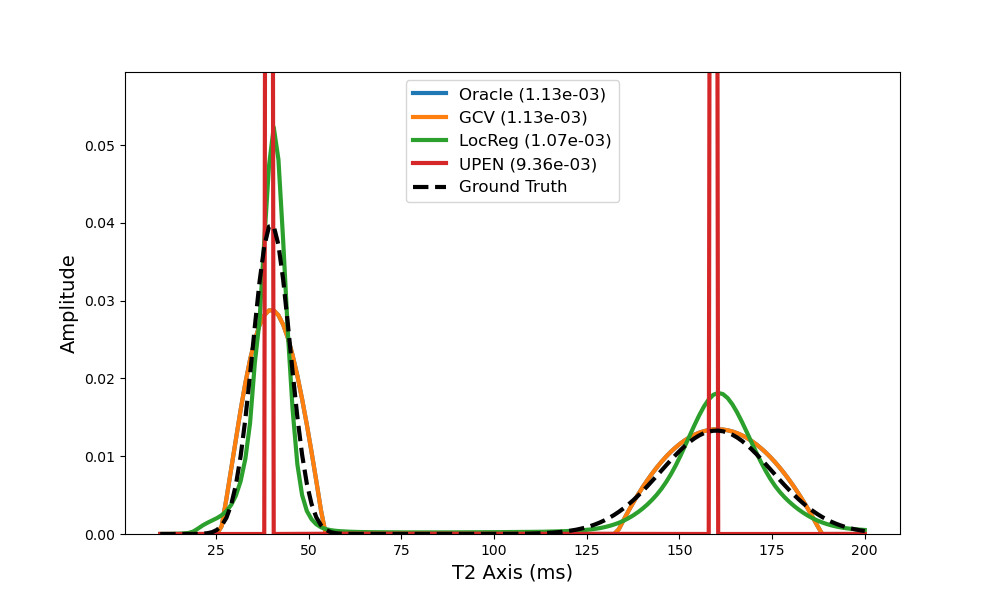 Oracle (1.13e-03)
GCV (1.13e-03)
LocReg (1.07e-03)
UPEN (9.36e-03)
Ground Truth
Amplitude
0.05
0.04
0.03
0.02
0.01
0.00
25
50
75
100
125
150
175
200
T2 Axis (ms)